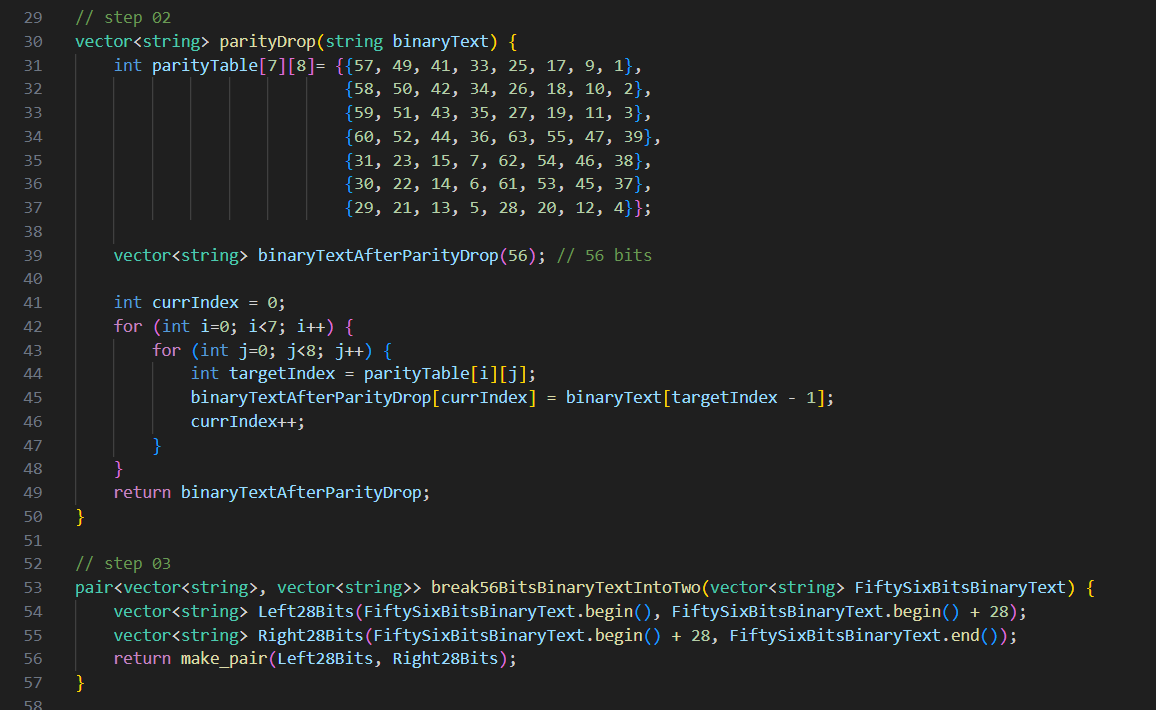 29 // step 02
30 vector<string> parityDrop(string binaryText) {
31     int parityTable[7][8]= {{57, 49, 41, 33, 25, 17, 9, 1},
32                             {58, 50, 42, 34, 26, 18, 10, 2},
33                             {59, 51, 43, 35, 27, 19, 11, 3},
34                             {60, 52, 44, 36, 63, 55, 47, 39},
35                             {31, 23, 15, 7, 62, 54, 46, 38},
36                             {30, 22, 14, 6, 61, 53, 45, 37},
37                             {29, 21, 13, 5, 28, 20, 12, 4}};
38
39     vector<string> binaryTextAfterParityDrop(56); // 56 bits
40
41     int currIndex = 0;
42     for (int i=0; i<7; i++) {
43         for (int j=0; j<8; j++) {
44             int targetIndex = parityTable[i][j];
45             binaryTextAfterParityDrop[currIndex] = binaryText[targetIndex - 1];
46             currIndex++;
47         }
48     }
49     return binaryTextAfterParityDrop;
50 }
51
52 // step 03
53 pair<vector<string>, vector<string>> break56BitsBinaryTextIntoTwo(vector<string> FiftySixBitsBinaryText) {
54     vector<string> Left28Bits(FiftySixBitsBinaryText.begin(), FiftySixBitsBinaryText.begin() + 28);
55     vector<string> Right28Bits(FiftySixBitsBinaryText.begin() + 28, FiftySixBitsBinaryText.end());
56     return make_pair(Left28Bits, Right28Bits);
57 }
58